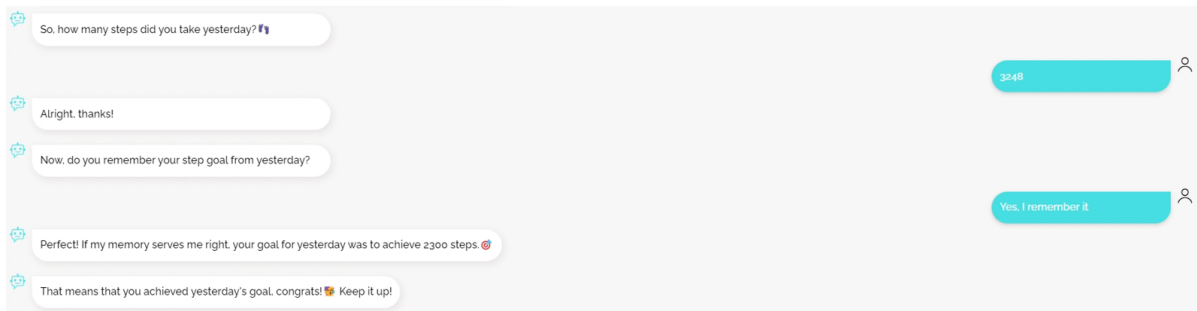 So, how many steps did you take yesterday?👣
3248
Alright, thanks!
Now, do you remember your step goal from yesterday?
Yes, I remember it
Perfect! If my memory serves me right, your goal for yesterday was to achieve 2300 steps.🎯
That means that you achieved yesterday's goal, congrats! Keep it up!